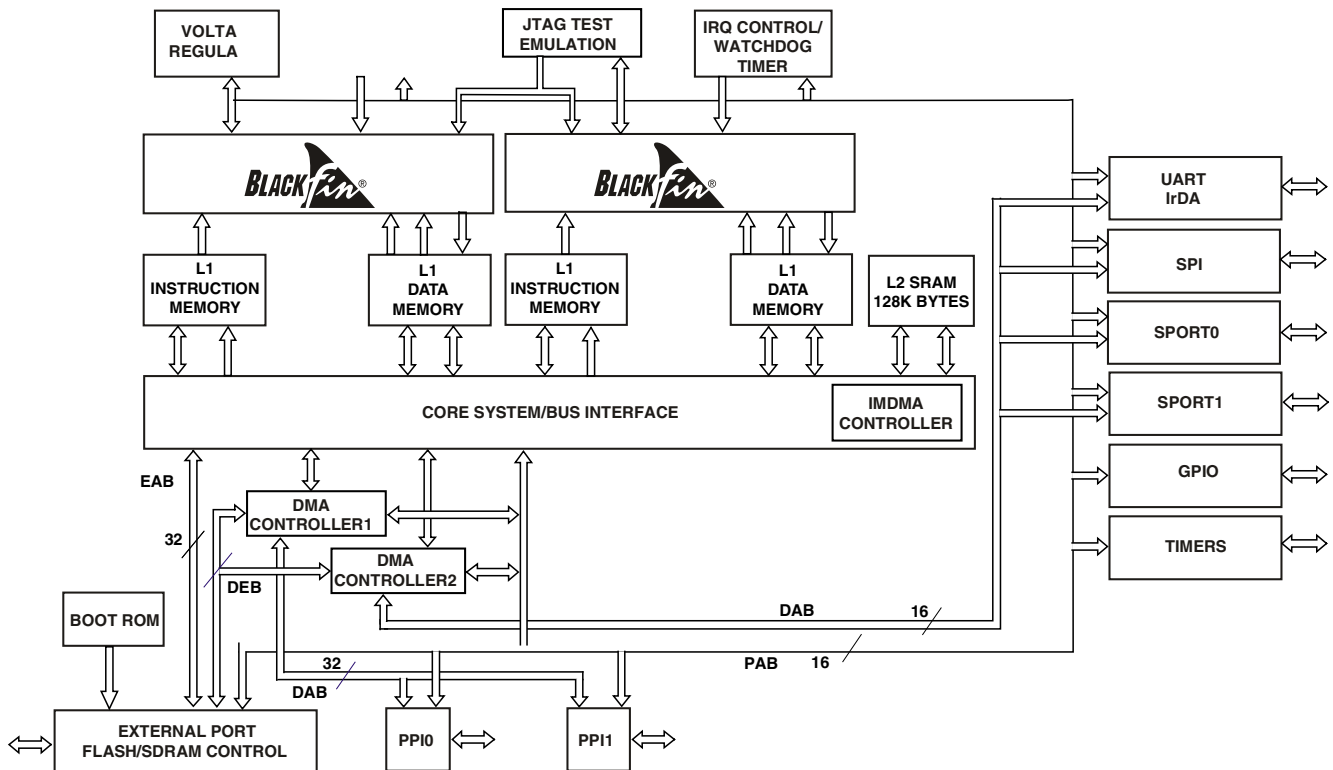 VOLTA
REGULA
JTAG TEST
EMULATION
IRQ CONTROL/
WATCHDOG
TIMER
BLACKfin®
BLACKfin®
UART
IrDA
SPI
SPORT0
SPORT1
GPIO
TIMERS
L1
INSTRUCTION
MEMORY
L1
DATA
MEMORY
L1
INSTRUCTION
MEMORY
L1
DATA
MEMORY
L2 SRAM
128K BYTES
CORE SYSTEM/BUS INTERFACE
IMDMA
CONTROLLER
EAB
32
DMA
CONTROLLER1
DMA
CONTROLLER2
DEB
DAB 16
PAB 16
BOOT ROM
32
DAB
EXTERNAL PORT
FLASH/SDRAM CONTROL
PPI0
PPI1